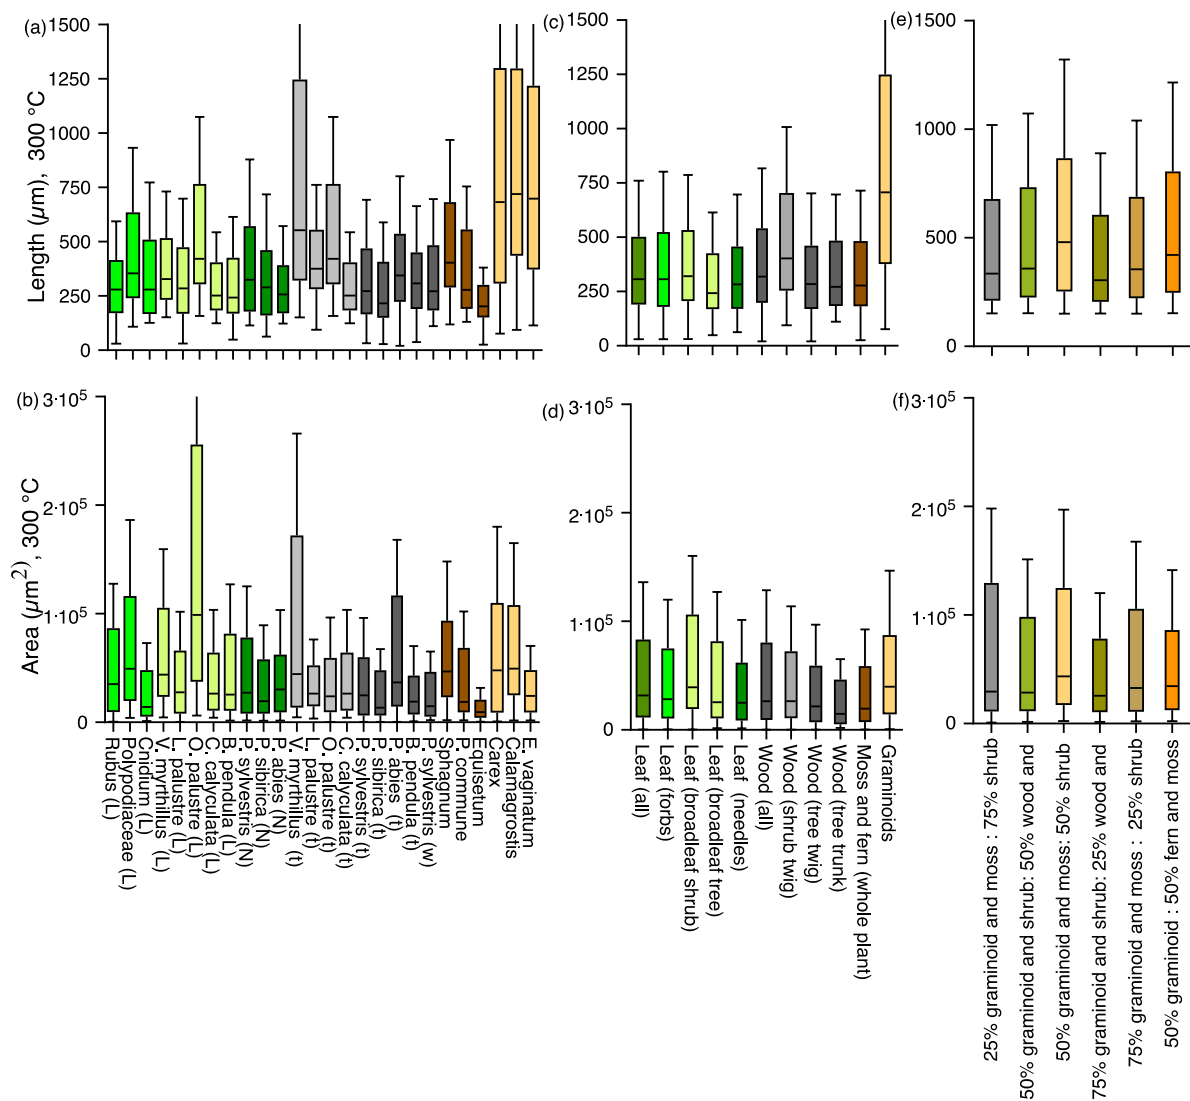 (a)
1500
1250
1000
750
500
250
0
Length (µm), 300 °C
(c)
1500
1250
1000
750
500
250
0
(e)
1500
1000
500
0
(b)
3·10⁵
2·10⁵
1·10⁵
0
Area (µm²), 300 °C
Rubus (L)
Polypodiaceae (L)
Cnidium (L)
V. myrthillus (L)
L. palustre (L)
O. palustre (L)
C. calyculata (L)
B. pendula (L)
P. sylvestris (N)
P. sibirica (N)
P. abies (N)
V. myrthillus (t)
L. palustre (t)
O. palustre (t)
C. calyculata (t)
P. sylvestris (t)
P. sibirica (t)
P. abies (t)
B. pendula (t)
P. sylvestris (w)
Sphagnum
P. commune
Equisetum
Carex
Calamagrostis
E. vaginatum
(d)
3·10⁵
2·10⁵
1·10⁵
0
Leaf (all)
Leaf (forbs)
Leaf (broadleaf shrub)
Leaf (broadleaf tree)
Leaf (needles)
Wood (all)
Wood (shrub twig)
Wood (tree twig)
Wood (tree trunk)
Moss and fern (whole plant)
Graminoids
(f)
3·10⁵
2·10⁵
1·10⁵
0
25% graminoid and moss : 75% shrub
50% graminoid and shrub: 50% wood and
50% graminoid and moss: 50% shrub
75% graminoid and shrub: 25% wood and
75% graminoid and moss : 25% shrub
50% graminoid : 50% fern and moss